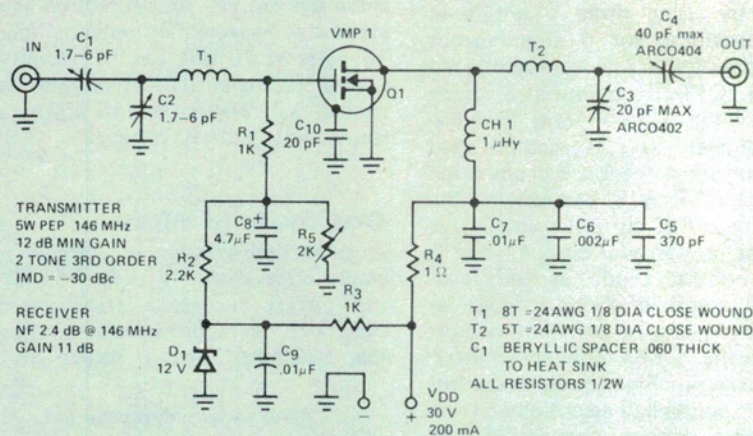 IN
C1
1.7–6 pF
C2
1.7–6 pF
T1
VMP 1
Q1
C10
20 pF
T2
C4
40 pF max
ARCO404
OUT
C3
20 pF MAX
ARCO402
CH 1
1 µHy
R1
1K
C8
+
4.7µF
R5
2K
R2
2.2K
D1
12 V
C9
.01µF
R3
1K
R4
1 Ω
C7
.01µF
C6
.002µF
C5
370 pF
–
+
VDD
30 V
200 mA
TRANSMITTER
5W PEP 146 MHz
12 dB MIN GAIN
2 TONE 3RD ORDER
IMD = –30 dBc
RECEIVER
NF 2.4 dB @ 146 MHz
GAIN 11 dB
T1 8T =24 AWG 1/8 DIA CLOSE WOUND
T2 5T =24 AWG 1/8 DIA CLOSE WOUND
C1 BERYLLIC SPACER .060 THICK
TO HEAT SINK
ALL RESISTORS 1/2W